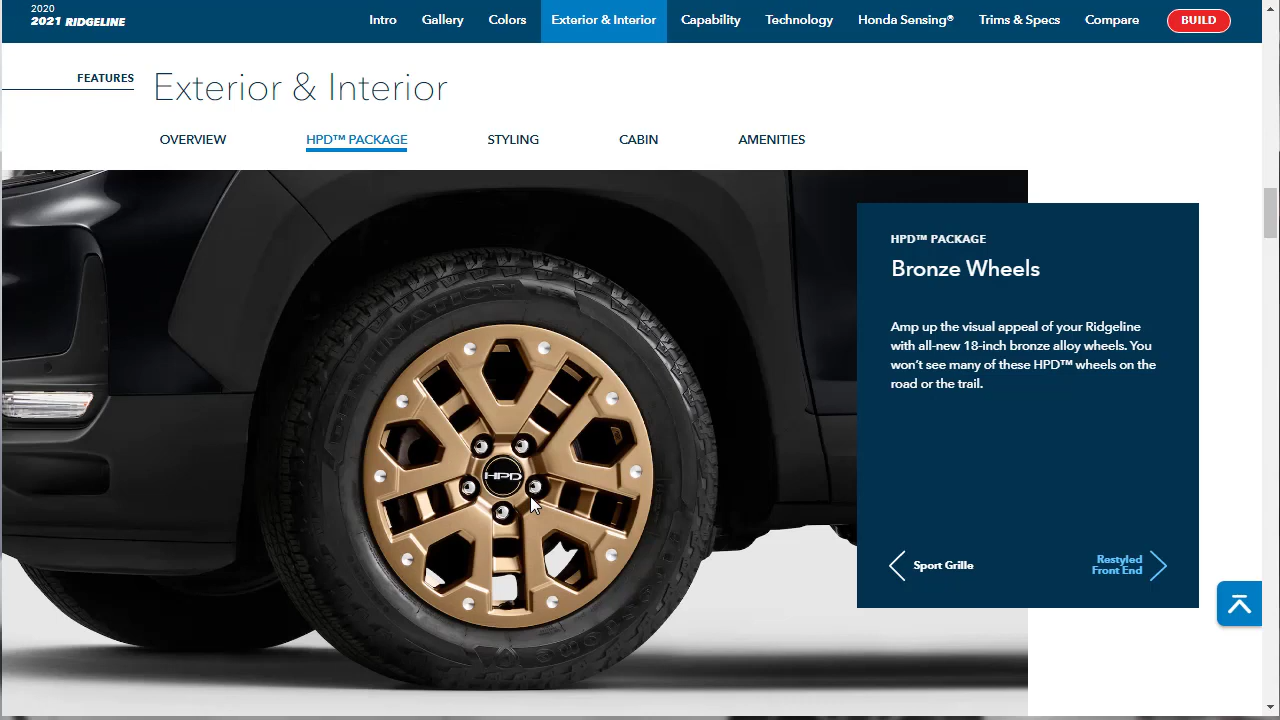 2020
2021 RIDGELINE
Intro
Gallery
Colors
Exterior & Interior
Capability
Technology
Honda Sensing®
Trims & Specs
Compare
BUILD
FEATURES
Exterior & Interior
OVERVIEW
HPD™ PACKAGE
STYLING
CABIN
AMENITIES
HPD™ PACKAGE
Bronze Wheels
Amp up the visual appeal of your Ridgeline
with all-new 18-inch bronze alloy wheels. You
won't see many of these HPD™ wheels on the
road or the trail.
Sport Grille
Restyled
Front End
HPD